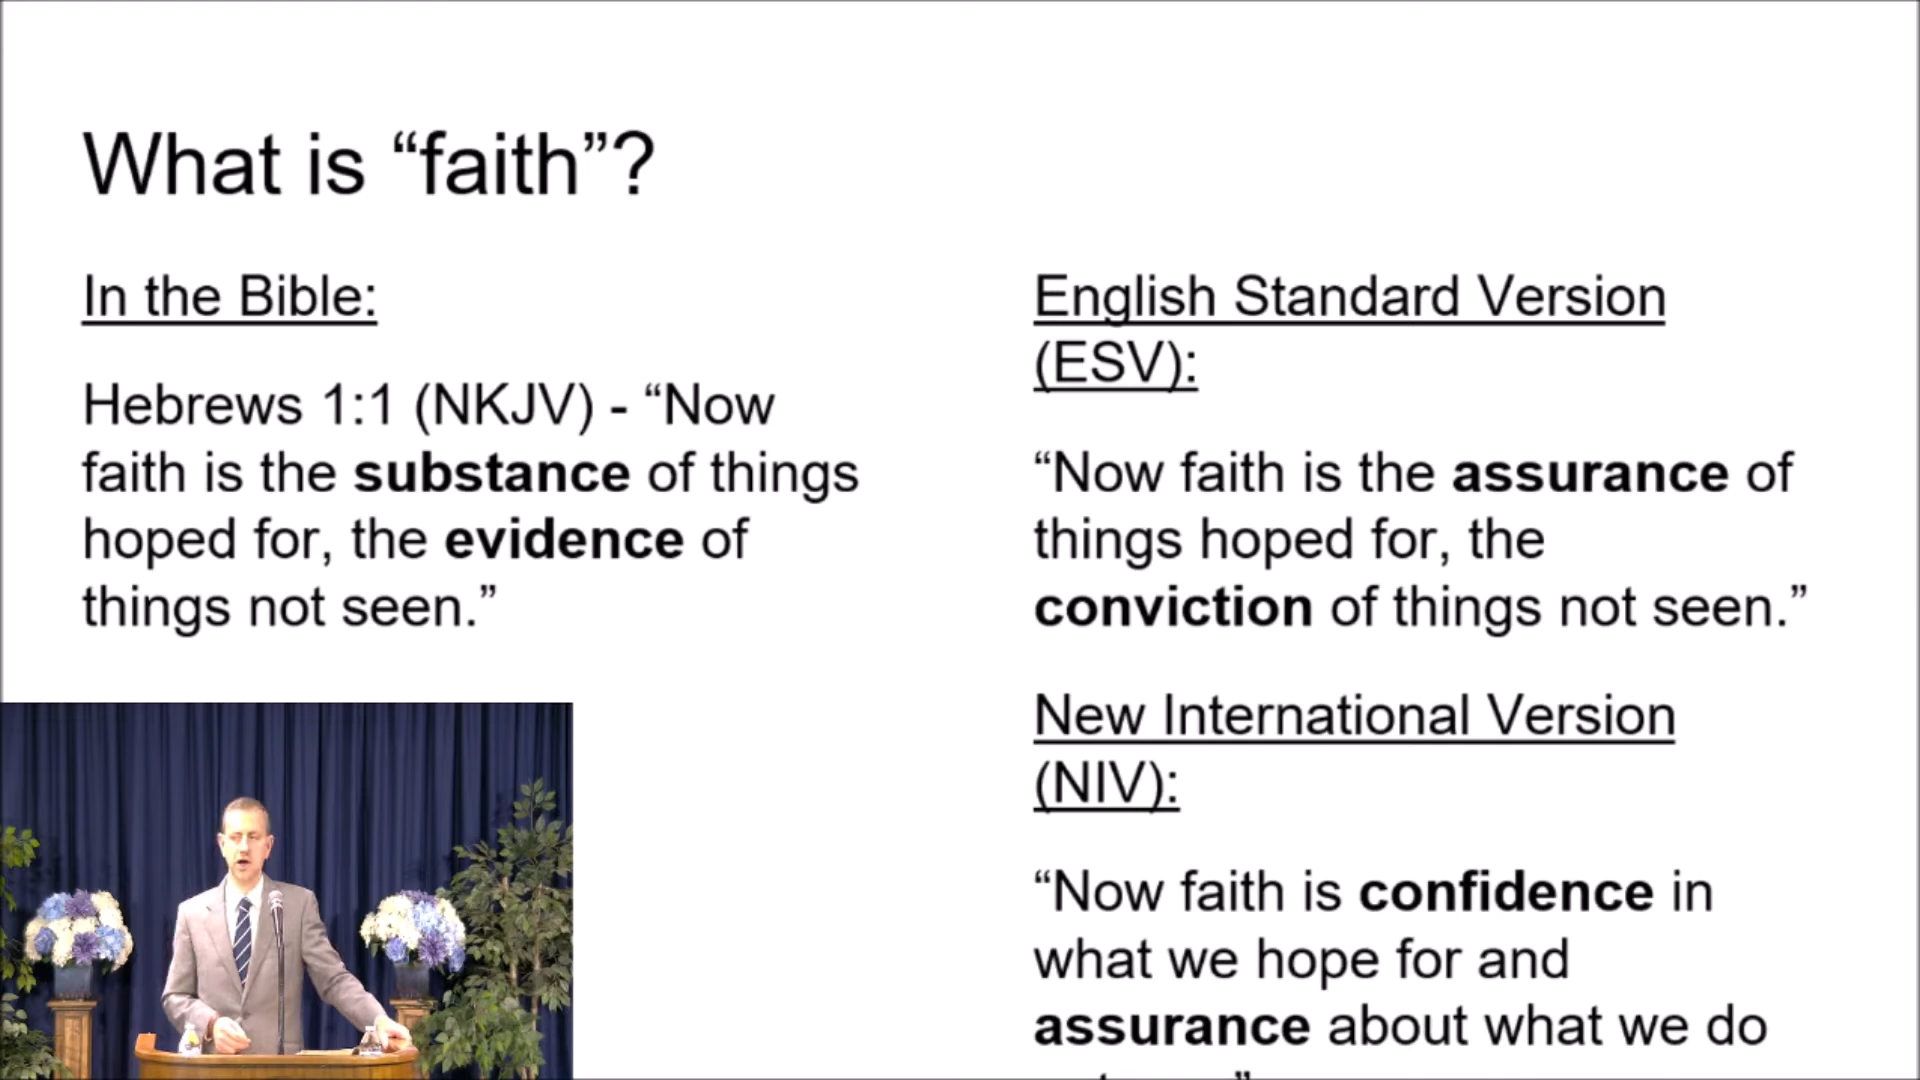 What is “faith”?
In the Bible:
Hebrews 1:1 (NKJV) - “Now
faith is the substance of things
hoped for, the evidence of
things not seen.”
English Standard Version
(ESV):
“Now faith is the assurance of
things hoped for, the
conviction of things not seen.”
New International Version
(NIV):
“Now faith is confidence in
what we hope for and
assurance about what we do